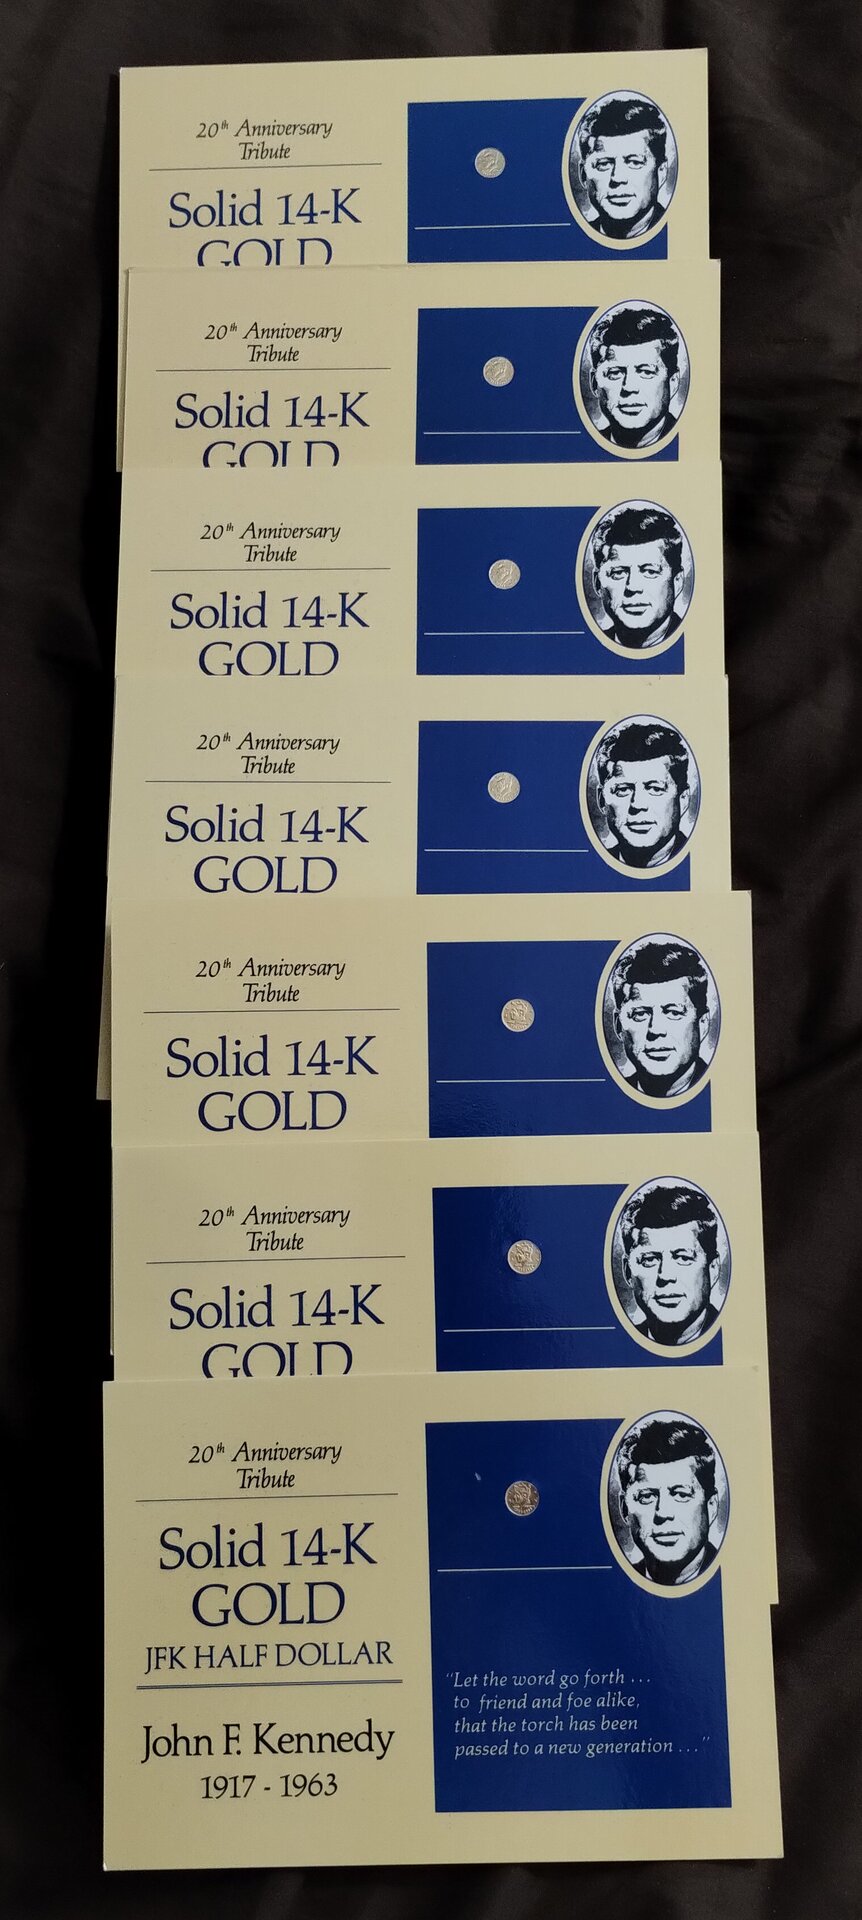 20th Anniversary
Tribute
Solid 14-K
GOLD
20th Anniversary
Tribute
Solid 14-K
GOLD
20th Anniversary
Tribute
Solid 14-K
GOLD
20th Anniversary
Tribute
Solid 14-K
GOLD
20th Anniversary
Tribute
Solid 14-K
GOLD
20th Anniversary
Tribute
Solid 14-K
GOLD
20th Anniversary
Tribute
Solid 14-K
GOLD
JFK HALF DOLLAR
John F. Kennedy
1917 - 1963
"Let the word go forth ...
to friend and foe alike,
that the torch has been
passed to a new generation ..."